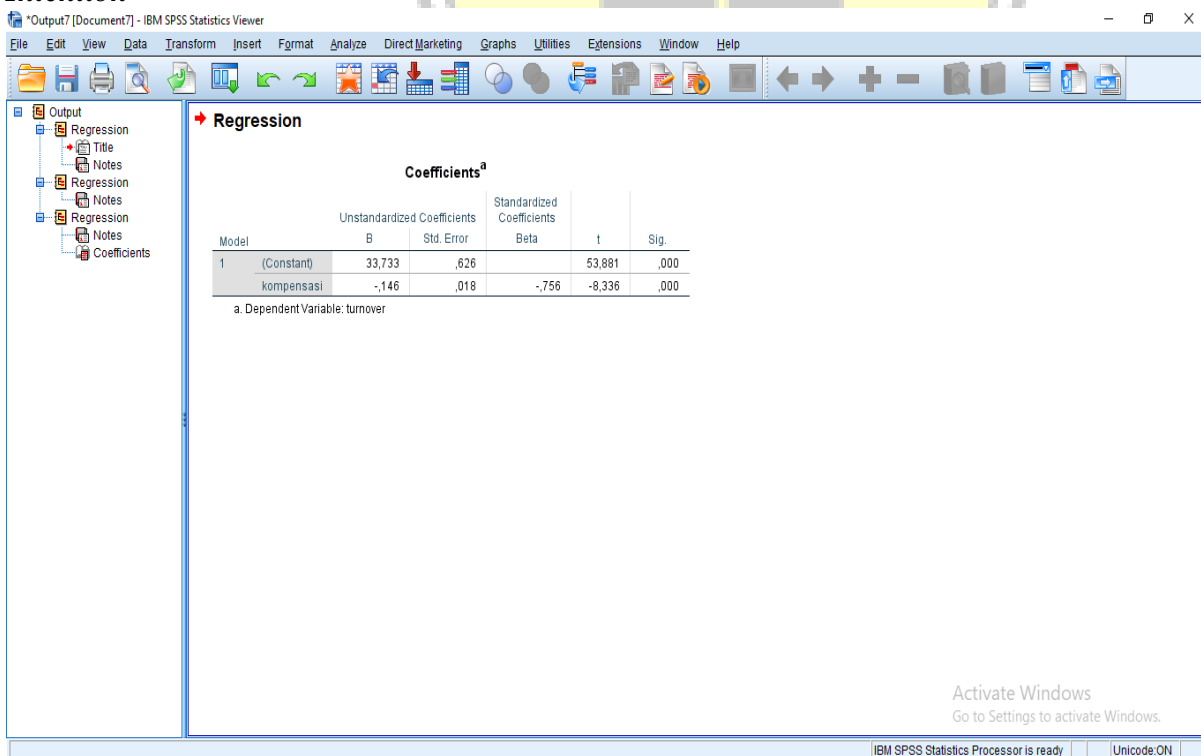 *Output7 [Document7] - IBM SPSS Statistics Viewer
File Edit View Data Transform Insert Format Analyze Direct Marketing Graphs Utilities Extensions Window Help
Output
Regression
Title
Notes
Regression
Notes
Regression
Notes
Coefficients
Regression
Coefficientsa
Unstandardized Coefficients Standardized Coefficients
Model B Std. Error Beta t Sig.
1 (Constant) 33,733 ,626 53,881 ,000
kompensasi -,146 ,018 -,756 -8,336 ,000
a. Dependent Variable: turnover
Activate Windows
Go to Settings to activate Windows.
IBM SPSS Statistics Processor is ready Unicode:ON